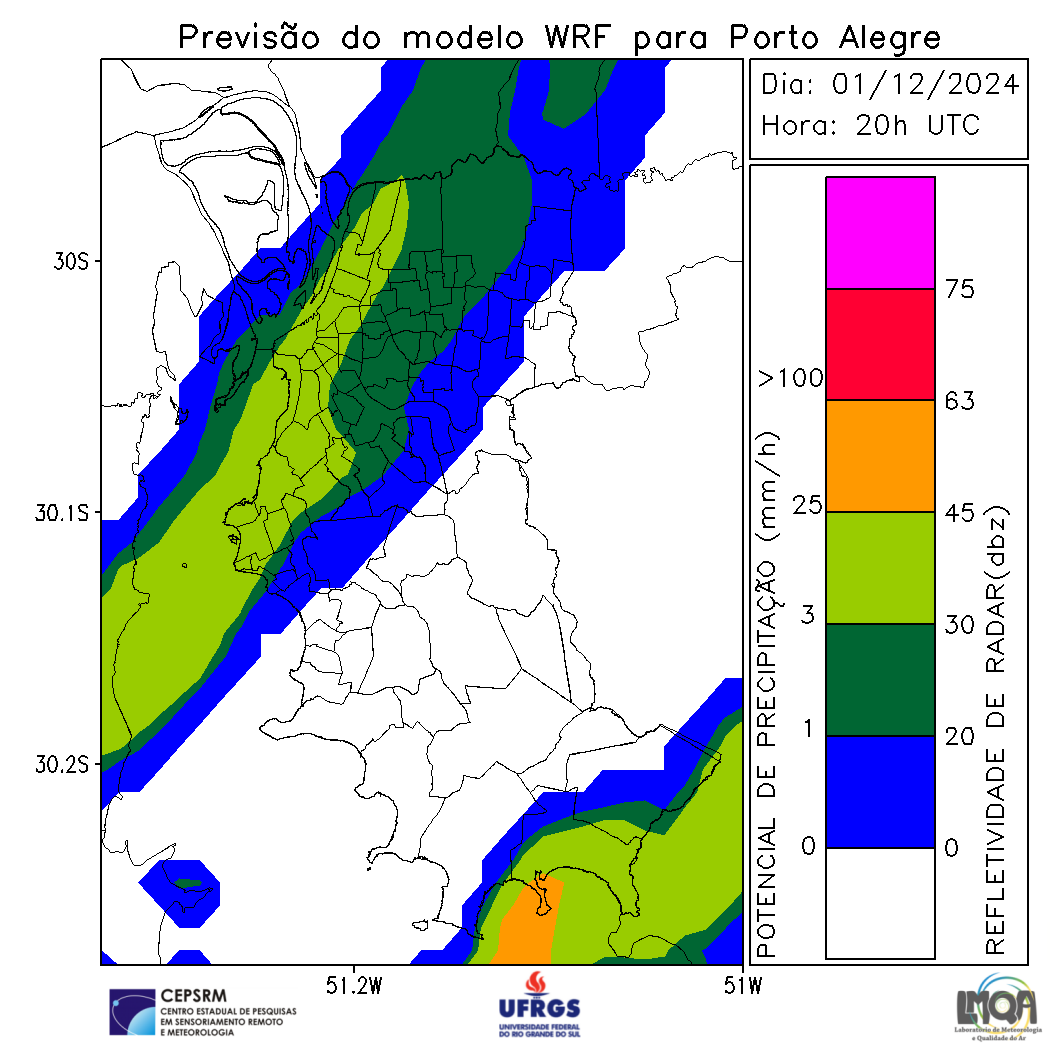 Previsão do modelo WRF para Porto Alegre
Dia: 01/12/2024
Hora: 20h UTC
30S
30.1S
30.2S
51.2W
51W
POTENCIAL DE PRECIPITAÇÃO (mm/h)
>100
25
3
1
0
75
63
45
30
20
0
REFLETIVIDADE DE RADAR(dbz)
CEPSRM
CENTRO ESTADUAL DE PESQUISAS
EM SENSORIAMENTO REMOTO
E METEOROLOGIA
UFRGS
UNIVERSIDADE FEDERAL
DO RIO GRANDE DO SUL
LMQA
Laboratório de Meteorologia
e Qualidade do Ar